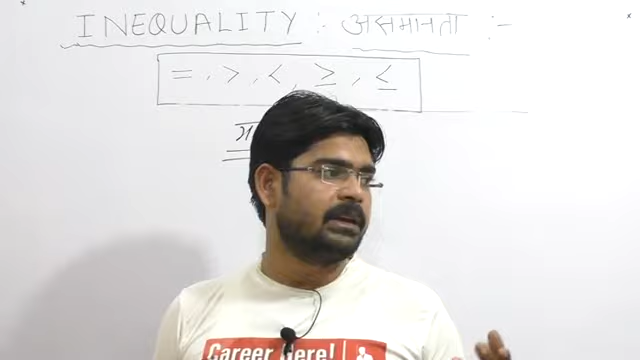 INEQUALITY :- असमानता :-
= , > , < , ≥ , ≤
Career Here!